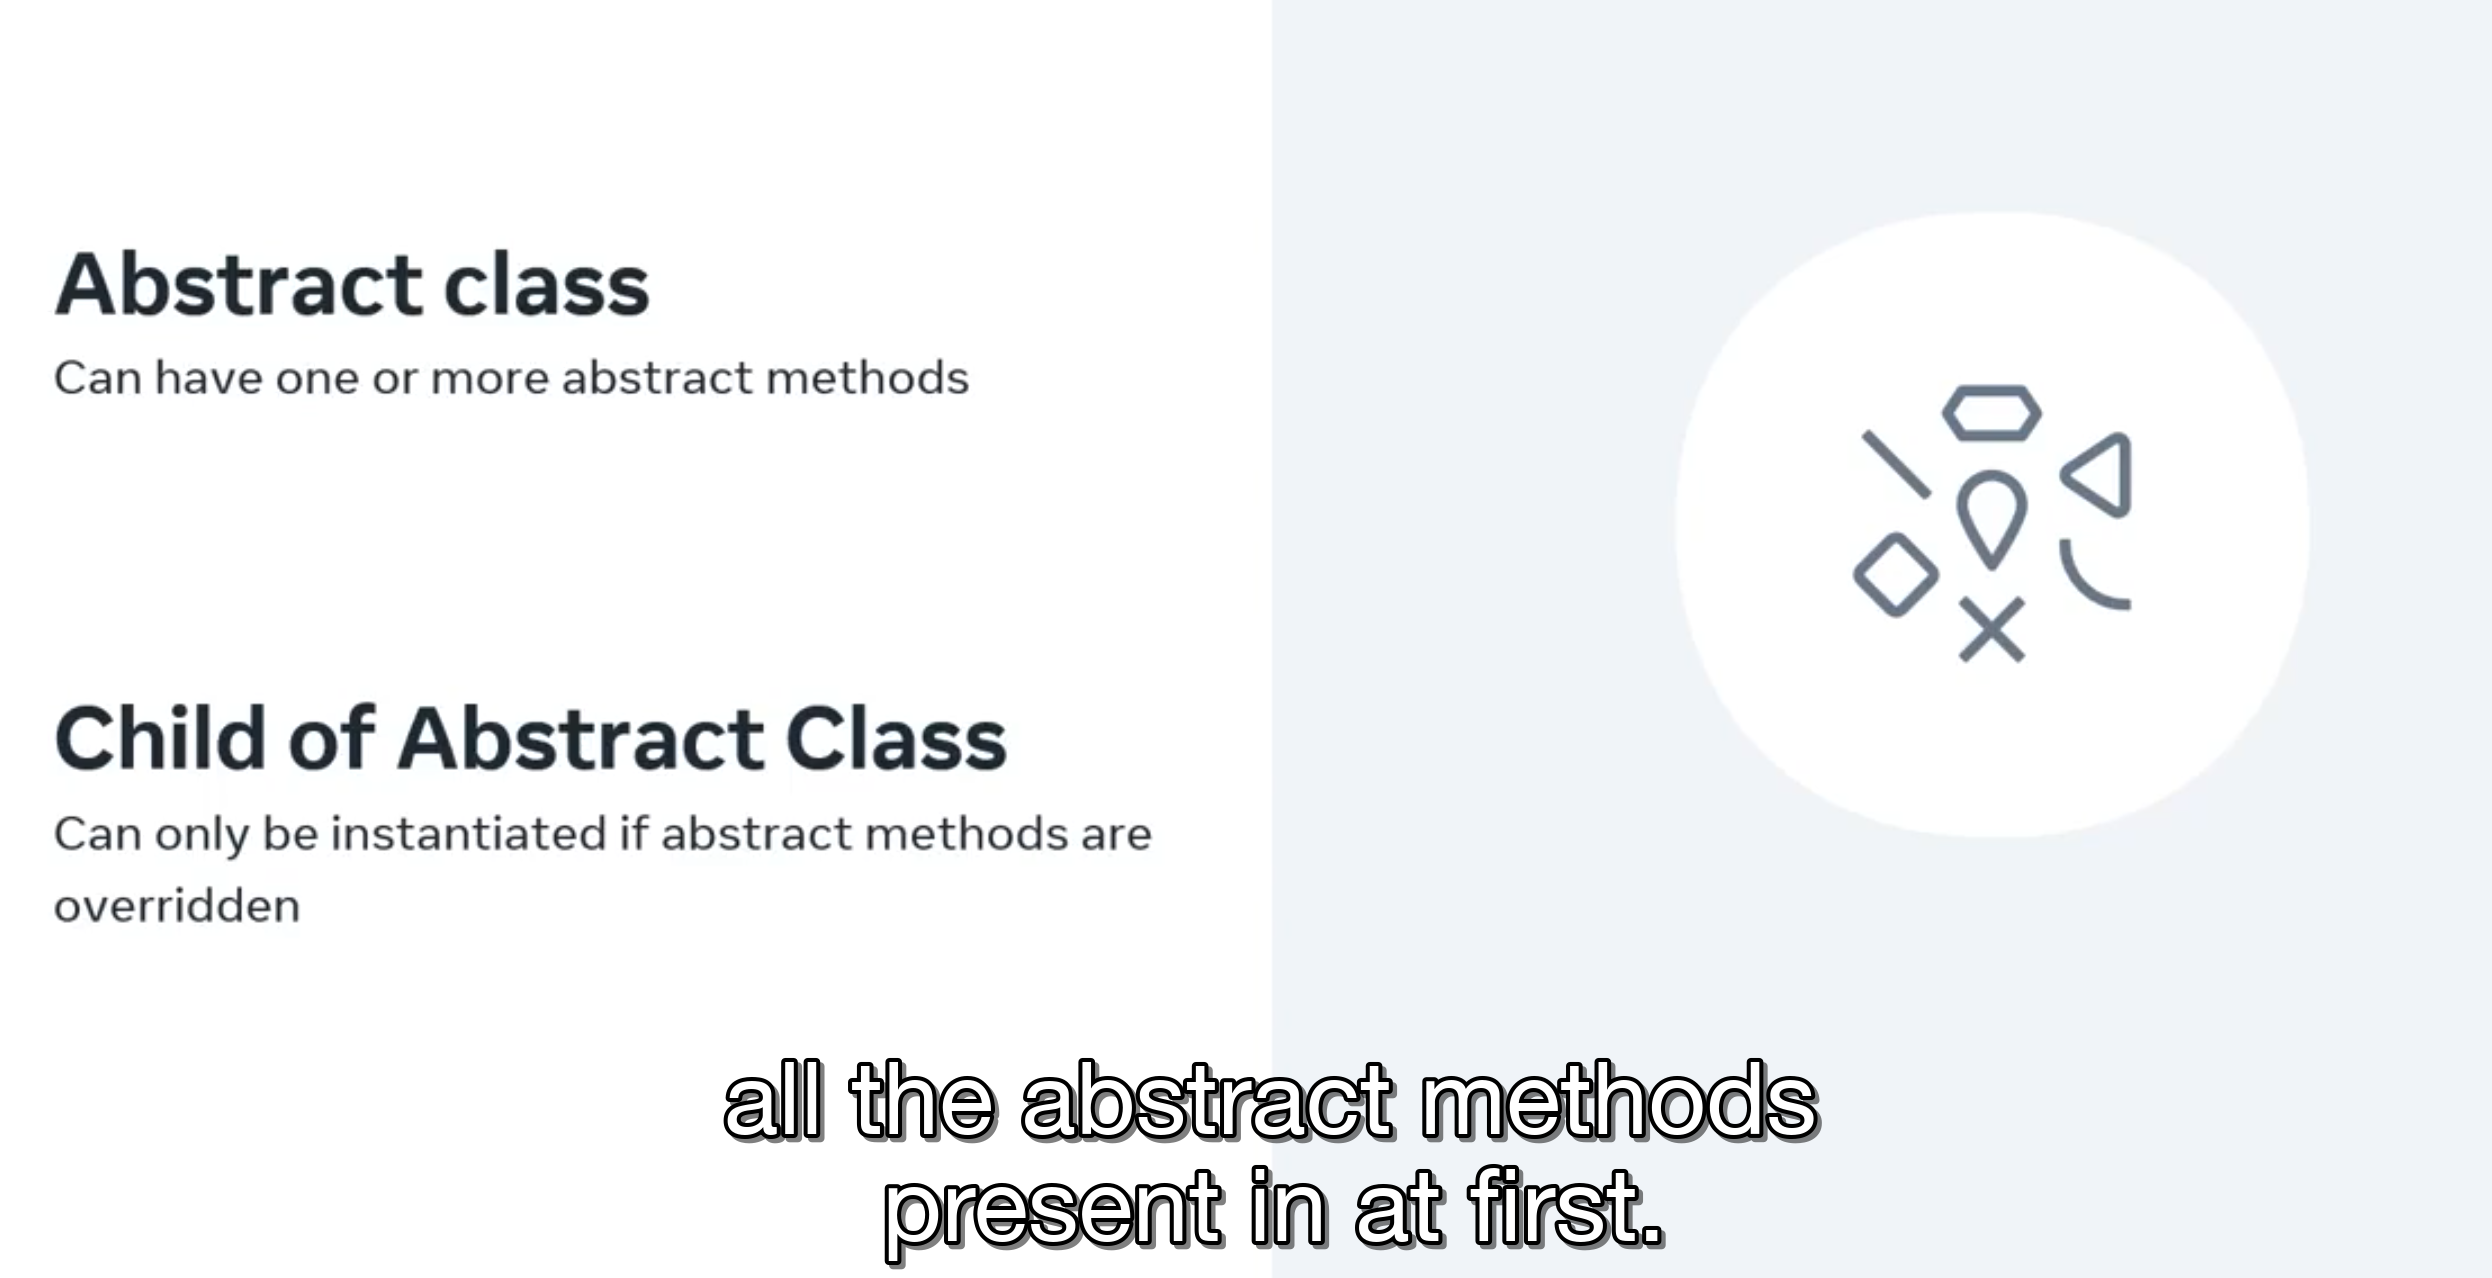 Abstract class
Can have one or more abstract methods
Child of Abstract Class
Can only be instantiated if abstract methods are
overridden
all the abstract methods
present in at first.